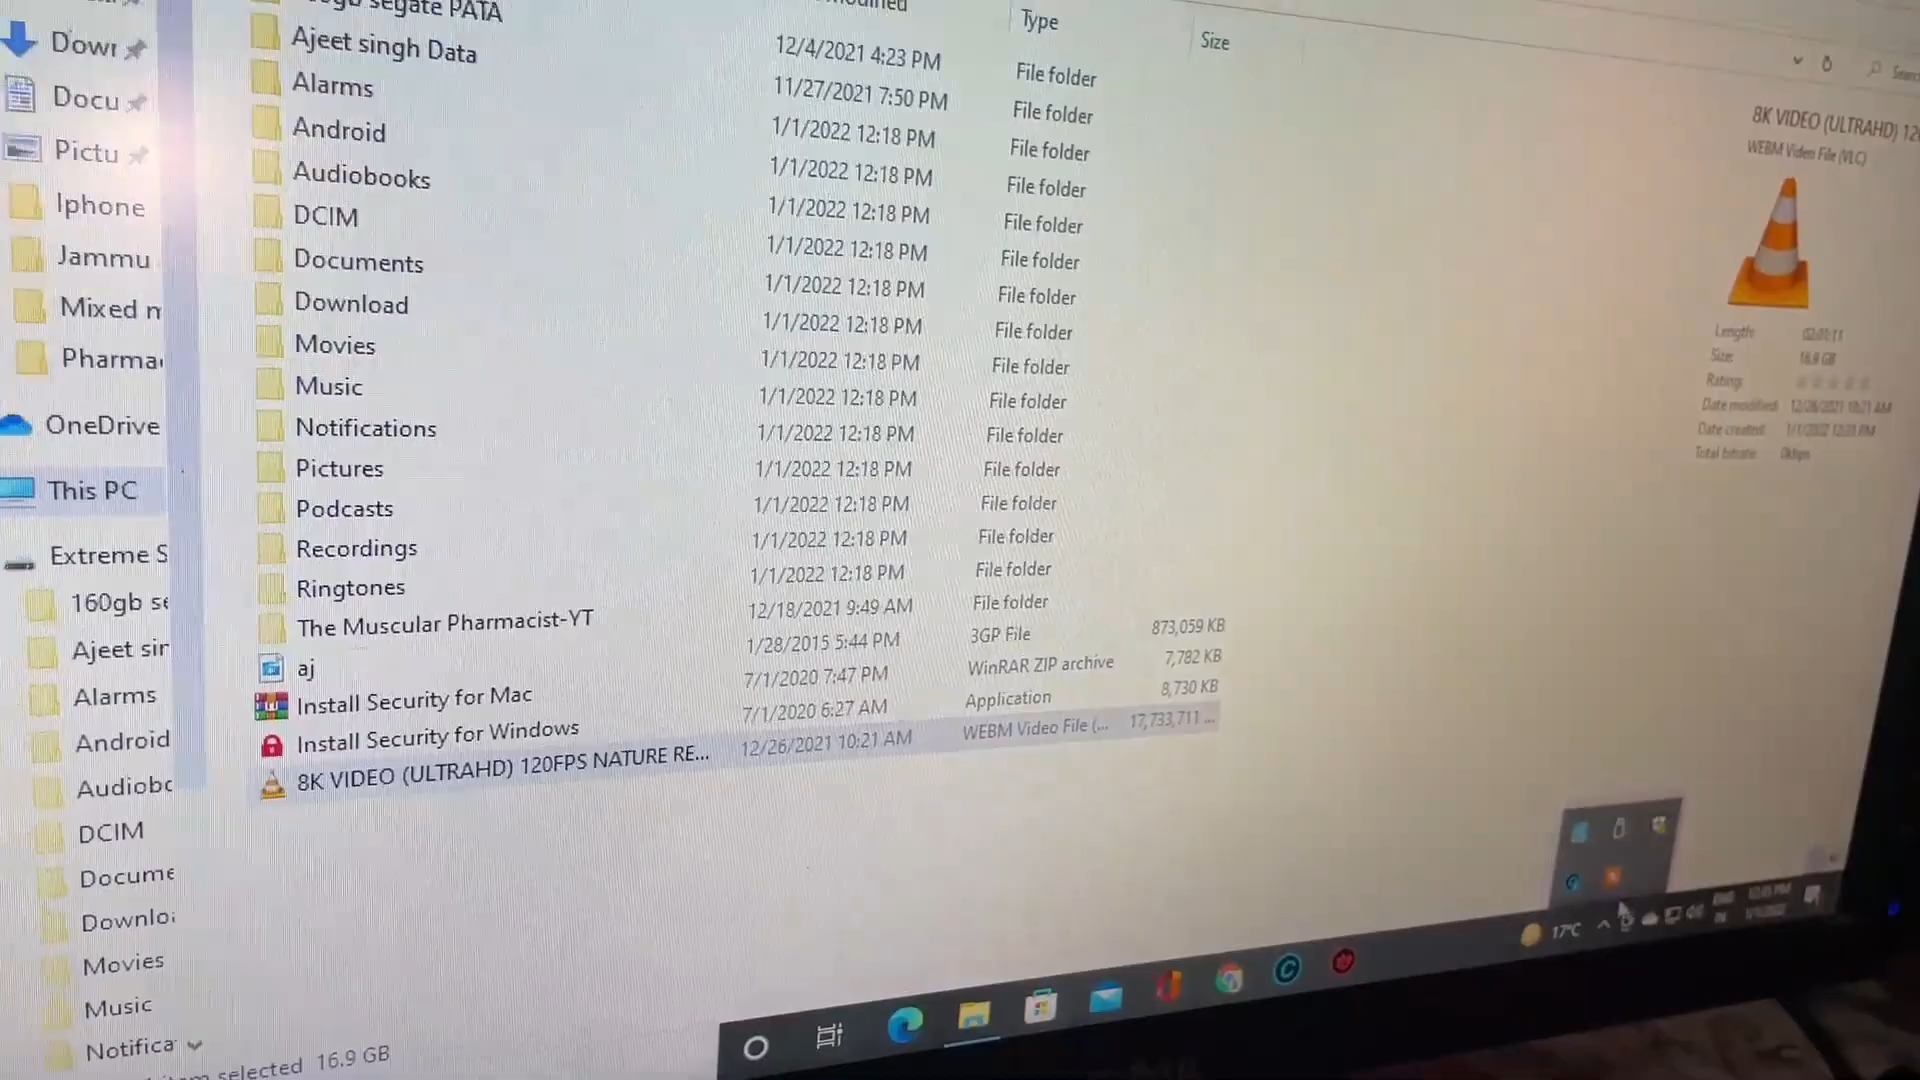 Type
Size
segate PATA
Ajeet singh Data
12/4/2021 4:23 PM
File folder
Alarms
11/27/2021 7:50 PM
File folder
Android
1/1/2022 12:18 PM
File folder
Audiobooks
1/1/2022 12:18 PM
File folder
DCIM
1/1/2022 12:18 PM
File folder
Documents
1/1/2022 12:18 PM
File folder
Download
1/1/2022 12:18 PM
File folder
Movies
1/1/2022 12:18 PM
File folder
Music
1/1/2022 12:18 PM
File folder
Notifications
1/1/2022 12:18 PM
File folder
Pictures
1/1/2022 12:18 PM
File folder
Podcasts
1/1/2022 12:18 PM
File folder
Recordings
1/1/2022 12:18 PM
File folder
Ringtones
1/1/2022 12:18 PM
File folder
The Muscular Pharmacist-YT
12/18/2021 9:49 AM
File folder
aj
1/28/2015 5:44 PM
3GP File
873,059 KB
Install Security for Mac
7/1/2020 7:47 PM
WinRAR ZIP archive
7,782 KB
Install Security for Windows
7/1/2020 6:27 AM
Application
8,730 KB
8K VIDEO (ULTRAHD) 120FPS NATURE RE...
12/26/2021 10:21 AM
WEBM Video File (...
17,733,711 ...
Dowr
Docu
Pictu
Iphone
Jammu
Mixed n
Pharma
OneDrive
This PC
Extreme S
160gb se
Ajeet sir
Alarms
Android
Audiobo
DCIM
Docume
Downlo
Movies
Music
Notifica
selected 16.9 GB
8K VIDEO (ULTRAHD) 120
WEBM Video File (VLC)
Length:
Size:
16.9 GB
Rating:
Date modified:
12/26/2021 10:21 AM
Date created:
Total bitrate:
0kbps
17°C